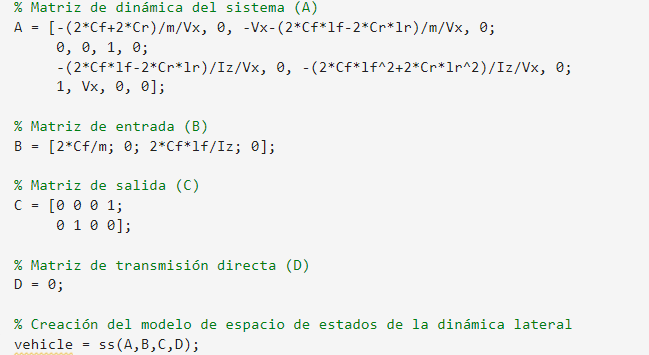 % Matriz de dinámica del sistema (A)
A = [-(2*Cf+2*Cr)/m/Vx, 0, -Vx-(2*Cf*lf-2*Cr*lr)/m/Vx, 0;
0, 0, 1, 0;
-(2*Cf*lf-2*Cr*lr)/Iz/Vx, 0, -(2*Cf*lf^2+2*Cr*lr^2)/Iz/Vx, 0;
1, Vx, 0, 0];
% Matriz de entrada (B)
B = [2*Cf/m; 0; 2*Cf*lf/Iz; 0];
% Matriz de salida (C)
C = [0 0 0 1;
0 1 0 0];
% Matriz de transmisión directa (D)
D = 0;
% Creación del modelo de espacio de estados de la dinámica lateral
vehicle = ss(A,B,C,D);